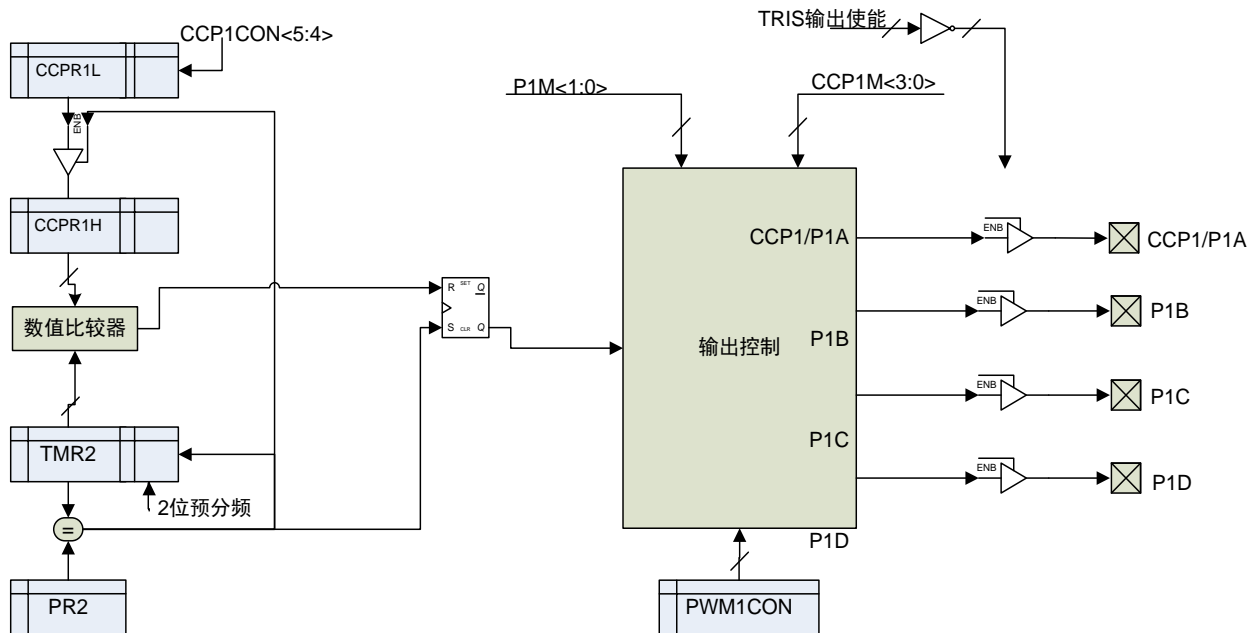 TRIS输出使能
CCP1CON<5:4>
CCPR1L
P1M<1:0>
CCP1M<3:0>
ENB
CCPR1H
CCP1/P1A
ENB
CCP1/P1A
R SET Q
S CLR Q
数值比较器
输出控制
P1B
ENB
P1B
P1C
ENB
P1C
TMR2
2位预分频
ENB
P1D
=
P1D
PR2
PWM1CON